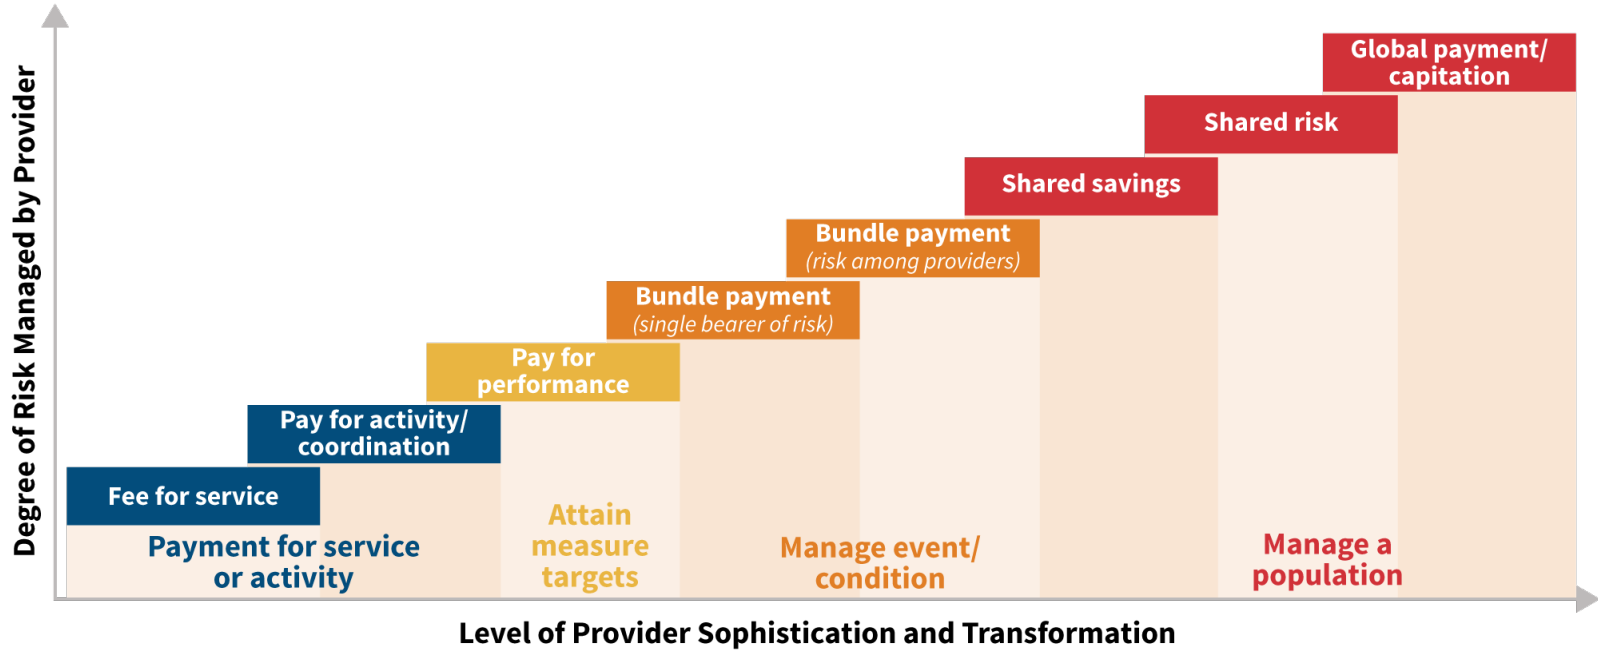 Degree of Risk Managed by Provider
Global payment/
capitation
Shared risk
Shared savings
Bundle payment
(risk among providers)
Bundle payment
(single bearer of risk)
Pay for
performance
Pay for activity/
coordination
Fee for service
Payment for service
or activity
Attain
measure
targets
Manage event/
condition
Manage a
population
Level of Provider Sophistication and Transformation